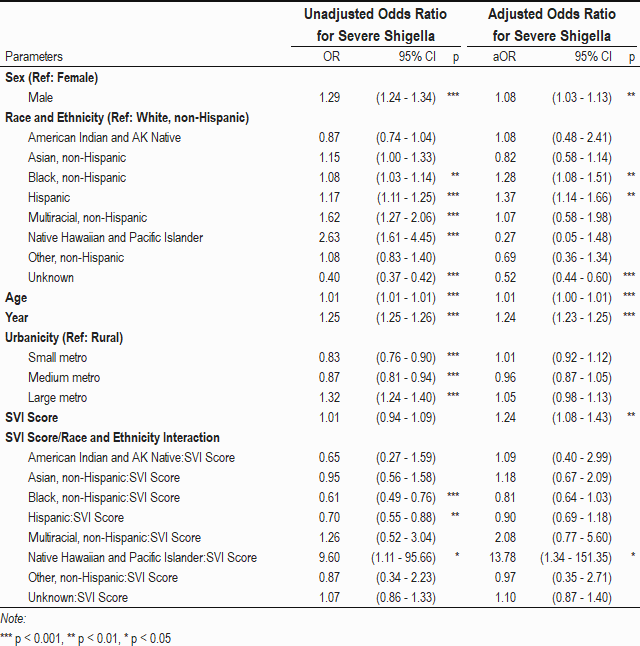 Unadjusted Odds Ratio Adjusted Odds Ratio
for Severe Shigella for Severe Shigella
Parameters OR 95% CI p aOR 95% CI p
Sex (Ref: Female)
Male 1.29 (1.24 - 1.34) *** 1.08 (1.03 - 1.13) **
Race and Ethnicity (Ref: White, non-Hispanic)
American Indian and AK Native 0.87 (0.74 - 1.04) 1.08 (0.48 - 2.41)
Asian, non-Hispanic 1.15 (1.00 - 1.33) 0.82 (0.58 - 1.14)
Black, non-Hispanic 1.08 (1.03 - 1.14) ** 1.28 (1.08 - 1.51) **
Hispanic 1.17 (1.11 - 1.25) *** 1.37 (1.14 - 1.66) **
Multiracial, non-Hispanic 1.62 (1.27 - 2.06) *** 1.07 (0.58 - 1.98)
Native Hawaiian and Pacific Islander 2.63 (1.61 - 4.45) *** 0.27 (0.05 - 1.48)
Other, non-Hispanic 1.08 (0.83 - 1.40) 0.69 (0.36 - 1.34)
Unknown 0.40 (0.37 - 0.42) *** 0.52 (0.44 - 0.60) ***
Age 1.01 (1.01 - 1.01) *** 1.01 (1.00 - 1.01) ***
Year 1.25 (1.25 - 1.26) *** 1.24 (1.23 - 1.25) ***
Urbanicity (Ref: Rural)
Small metro 0.83 (0.76 - 0.90) *** 1.01 (0.92 - 1.12)
Medium metro 0.87 (0.81 - 0.94) *** 0.96 (0.87 - 1.05)
Large metro 1.32 (1.24 - 1.40) *** 1.05 (0.98 - 1.13)
SVI Score 1.01 (0.94 - 1.09) 1.24 (1.08 - 1.43) **
SVI Score/Race and Ethnicity Interaction
American Indian and AK Native:SVI Score 0.65 (0.27 - 1.59) 1.09 (0.40 - 2.99)
Asian, non-Hispanic:SVI Score 0.95 (0.56 - 1.58) 1.18 (0.67 - 2.09)
Black, non-Hispanic:SVI Score 0.61 (0.49 - 0.76) *** 0.81 (0.64 - 1.03)
Hispanic:SVI Score 0.70 (0.55 - 0.88) ** 0.90 (0.69 - 1.18)
Multiracial, non-Hispanic:SVI Score 1.26 (0.52 - 3.04) 2.08 (0.77 - 5.60)
Native Hawaiian and Pacific Islander:SVI Score 9.60 (1.11 - 95.66) * 13.78 (1.34 - 151.35) *
Other, non-Hispanic:SVI Score 0.87 (0.34 - 2.23) 0.97 (0.35 - 2.71)
Unknown:SVI Score 1.07 (0.86 - 1.33) 1.10 (0.87 - 1.40)
Note:
*** p < 0.001, ** p < 0.01, * p < 0.05